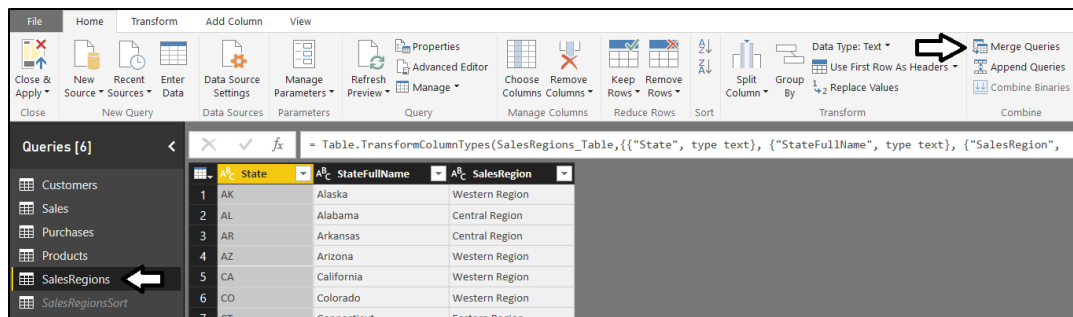 File Home Transform Add Column View
Close & Apply
New Source
Recent Sources
Enter Data
Data Source Settings
Manage Parameters
Refresh Preview
Properties
Advanced Editor
Manage
Choose Columns
Remove Columns
Keep Rows
Remove Rows
Split Column
Group By
Data Type: Text
Use First Row As Headers
Replace Values
Merge Queries
Append Queries
Combine Binaries
Close New Query Data Sources Parameters Query Manage Columns Reduce Rows Sort Transform Combine
Queries [6]
= Table.TransformColumnTypes(SalesRegions_Table,{{"State", type text}, {"StateFullName", type text}, {"SalesRegion",
Customers
Sales
Purchases
Products
SalesRegions
SalesRegionsSort
State StateFullName SalesRegion
1 AK Alaska Western Region
2 AL Alabama Central Region
3 AR Arkansas Central Region
4 AZ Arizona Western Region
5 CA California Western Region
6 CO Colorado Western Region